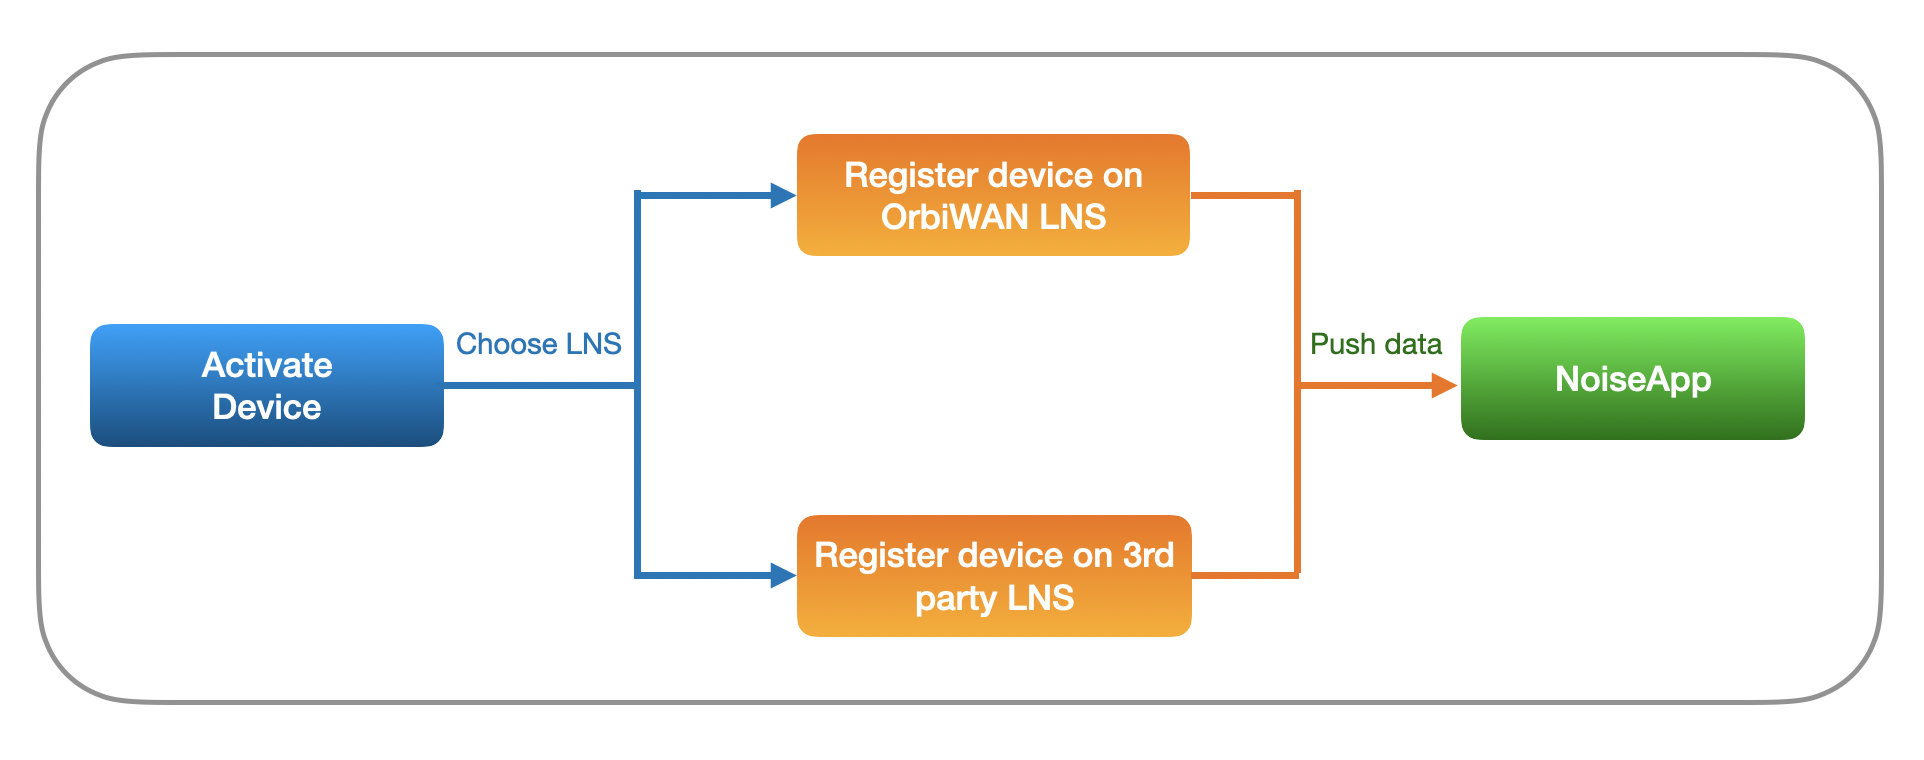 Activate
Device
Choose LNS
Register device on
OrbiWAN LNS
Register device on 3rd
party LNS
Push data
NoiseApp